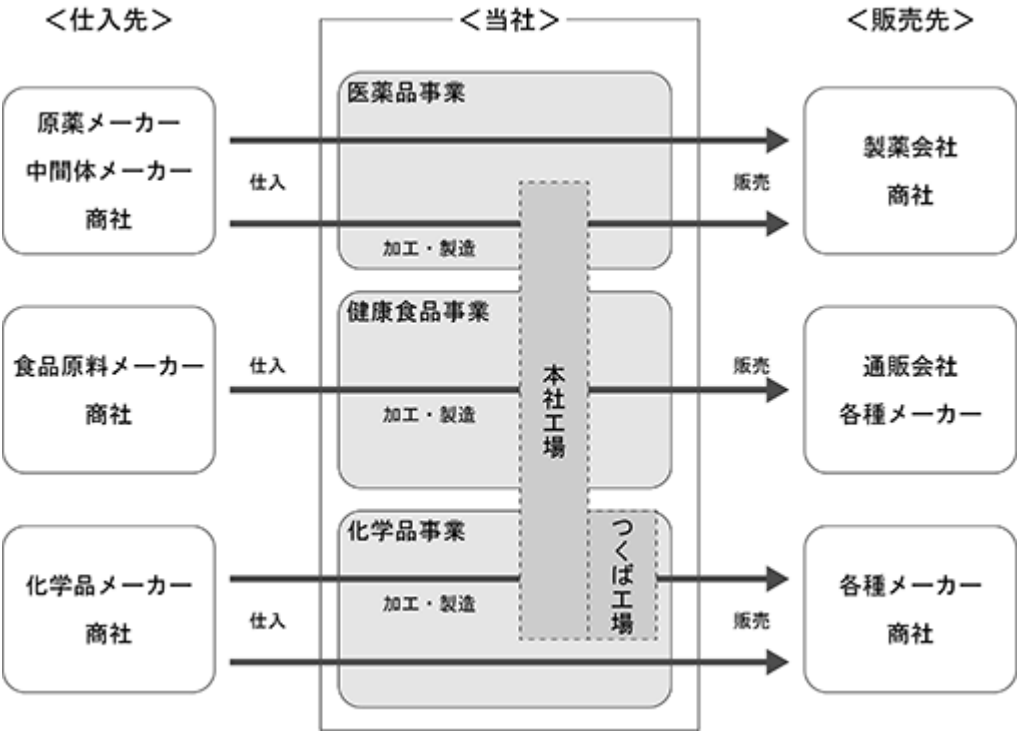 ＜仕入先＞
＜当社＞
＜販売先＞
原薬メーカー
中間体メーカー
商社
仕入
医薬品事業
加工・製造
販売
製薬会社
商社
食品原料メーカー
商社
仕入
健康食品事業
加工・製造
本社工場
販売
通販会社
各種メーカー
化学品メーカー
商社
仕入
化学品事業
加工・製造
つくば工場
販売
各種メーカー
商社